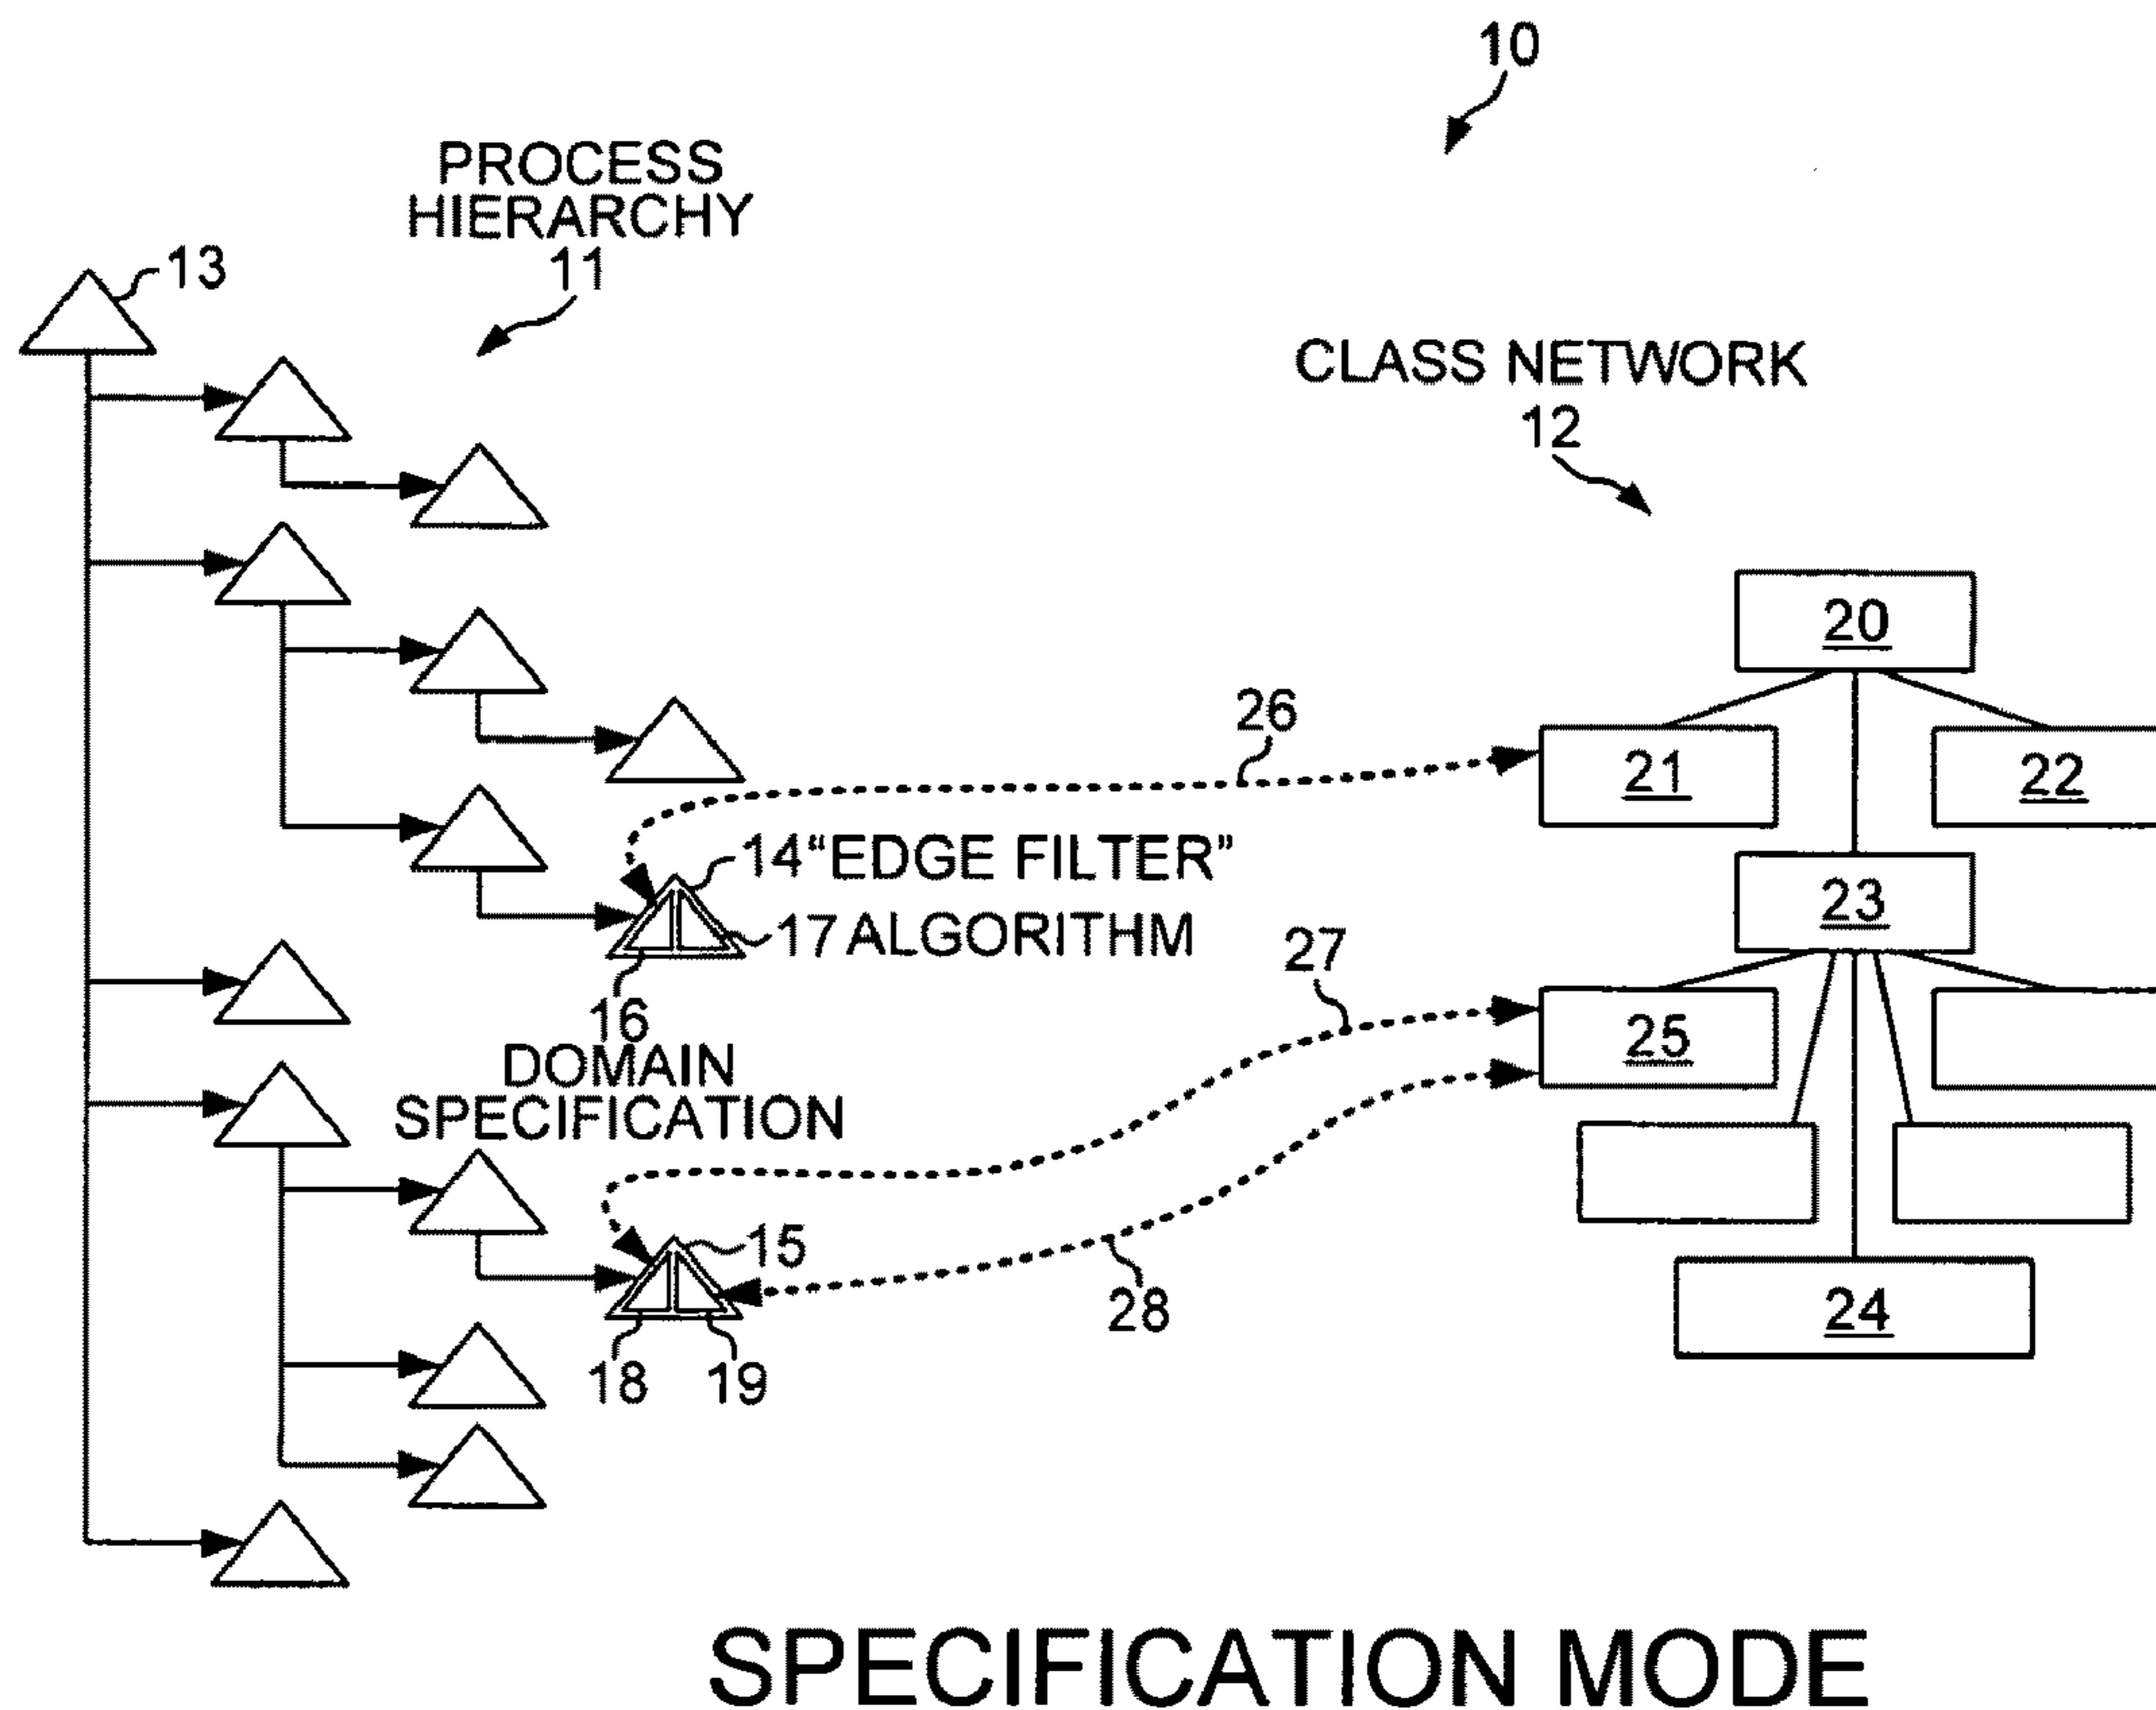 10
PROCESS
HIERARCHY
11
13
CLASS NETWORK
12
20
26
21
22
14 “EDGE FILTER”
17 ALGORITHM
23
27
16
DOMAIN
SPECIFICATION
25
15
28
24
18
19
SPECIFICATION MODE